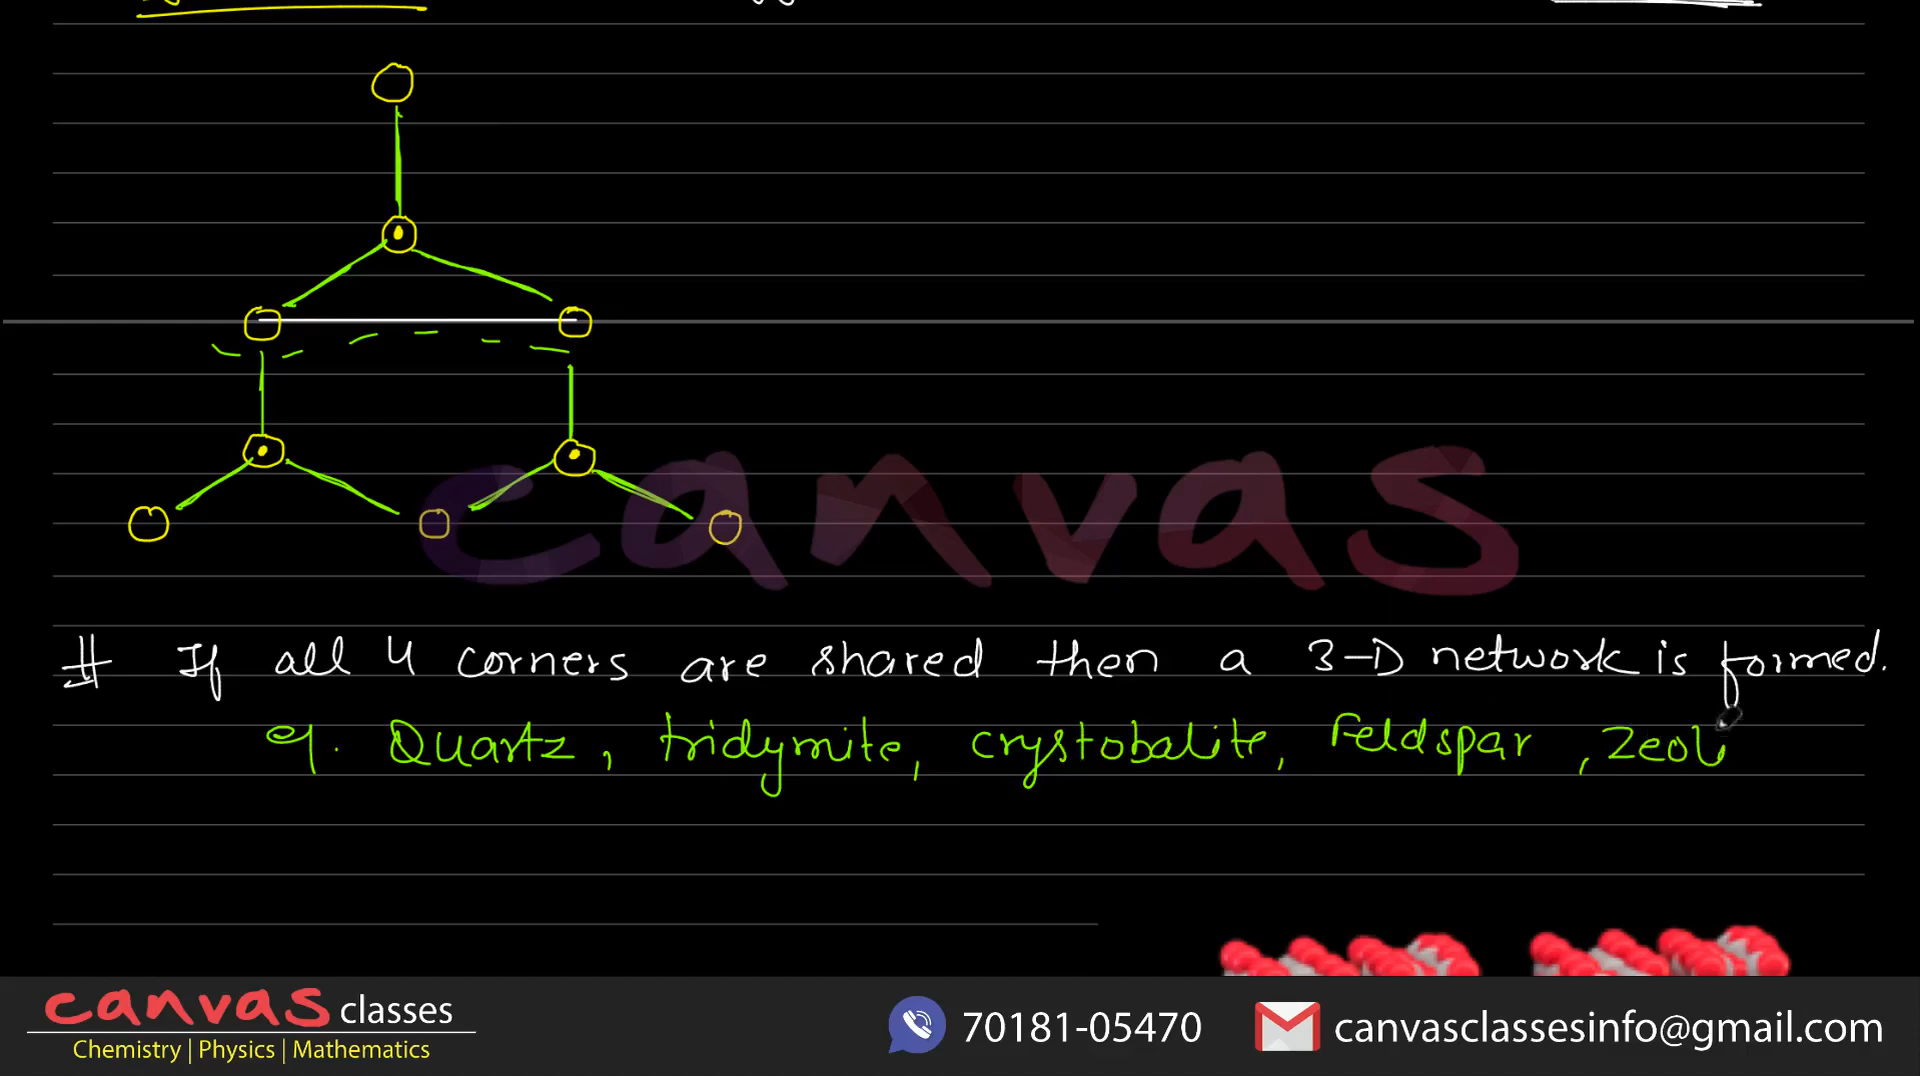 canvas
# If all 4 corners are shared then a 3-D network is formed.
eg. Quartz, tridymite, crystobalite, Feldspar, Zeoli
canvas classes
Chemistry | Physics | Mathematics
70181-05470
canvasclassesinfo@gmail.com